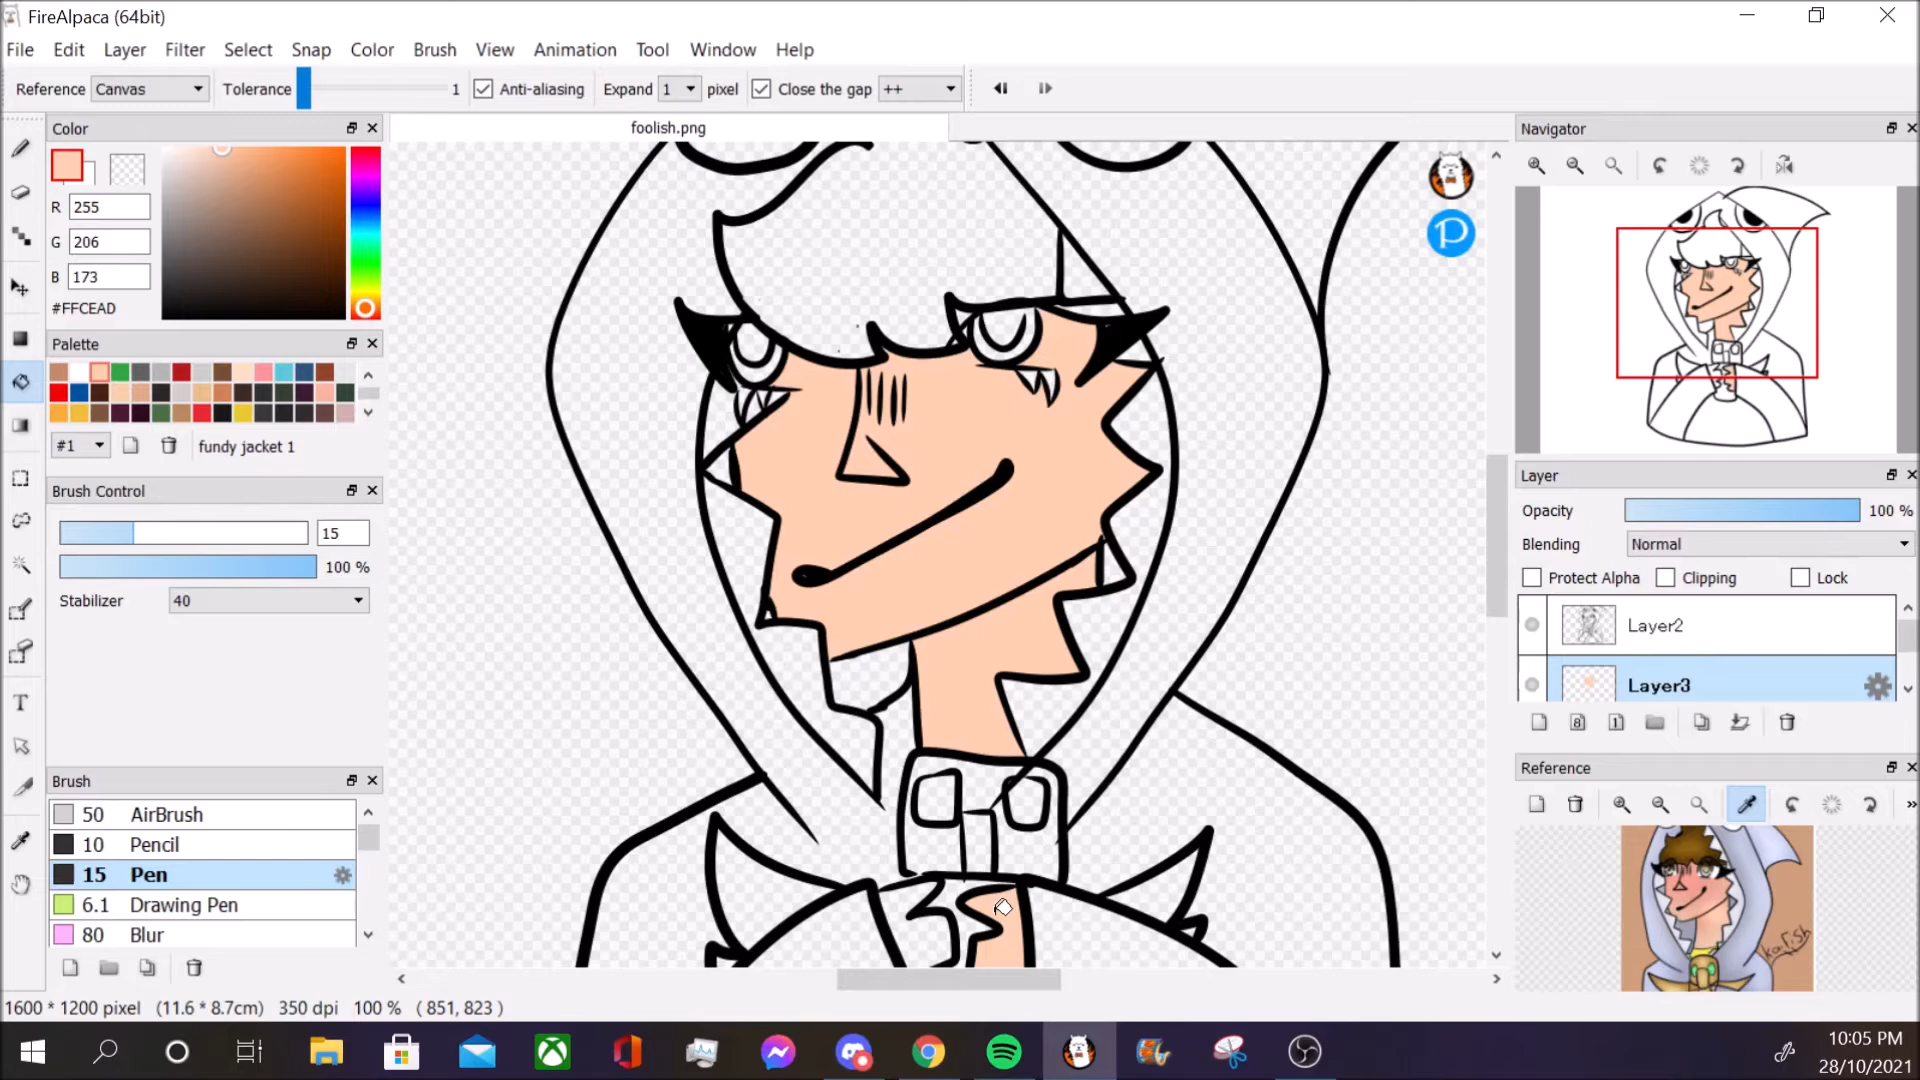 FireAlpaca (64bit)
File Edit Layer Filter Select Snap Color Brush View Animation Tool Window Help
Reference Canvas Tolerance 1 Anti-aliasing Expand 1 pixel Close the gap ++
Color
foolish.png
Navigator
R 255
G 206
B 173
#FFCEAD
Palette
#1 fundy jacket 1
Brush Control
15
100 %
Stabilizer 40
Brush
50 AirBrush
10 Pencil
15 Pen
6.1 Drawing Pen
80 Blur
Layer
Opacity 100 %
Blending Normal
Protect Alpha Clipping Lock
Layer2
Layer3
Reference
1600 * 1200 pixel (11.6 * 8.7cm) 350 dpi 100 % ( 851, 823 )
10:05 PM
28/10/2021